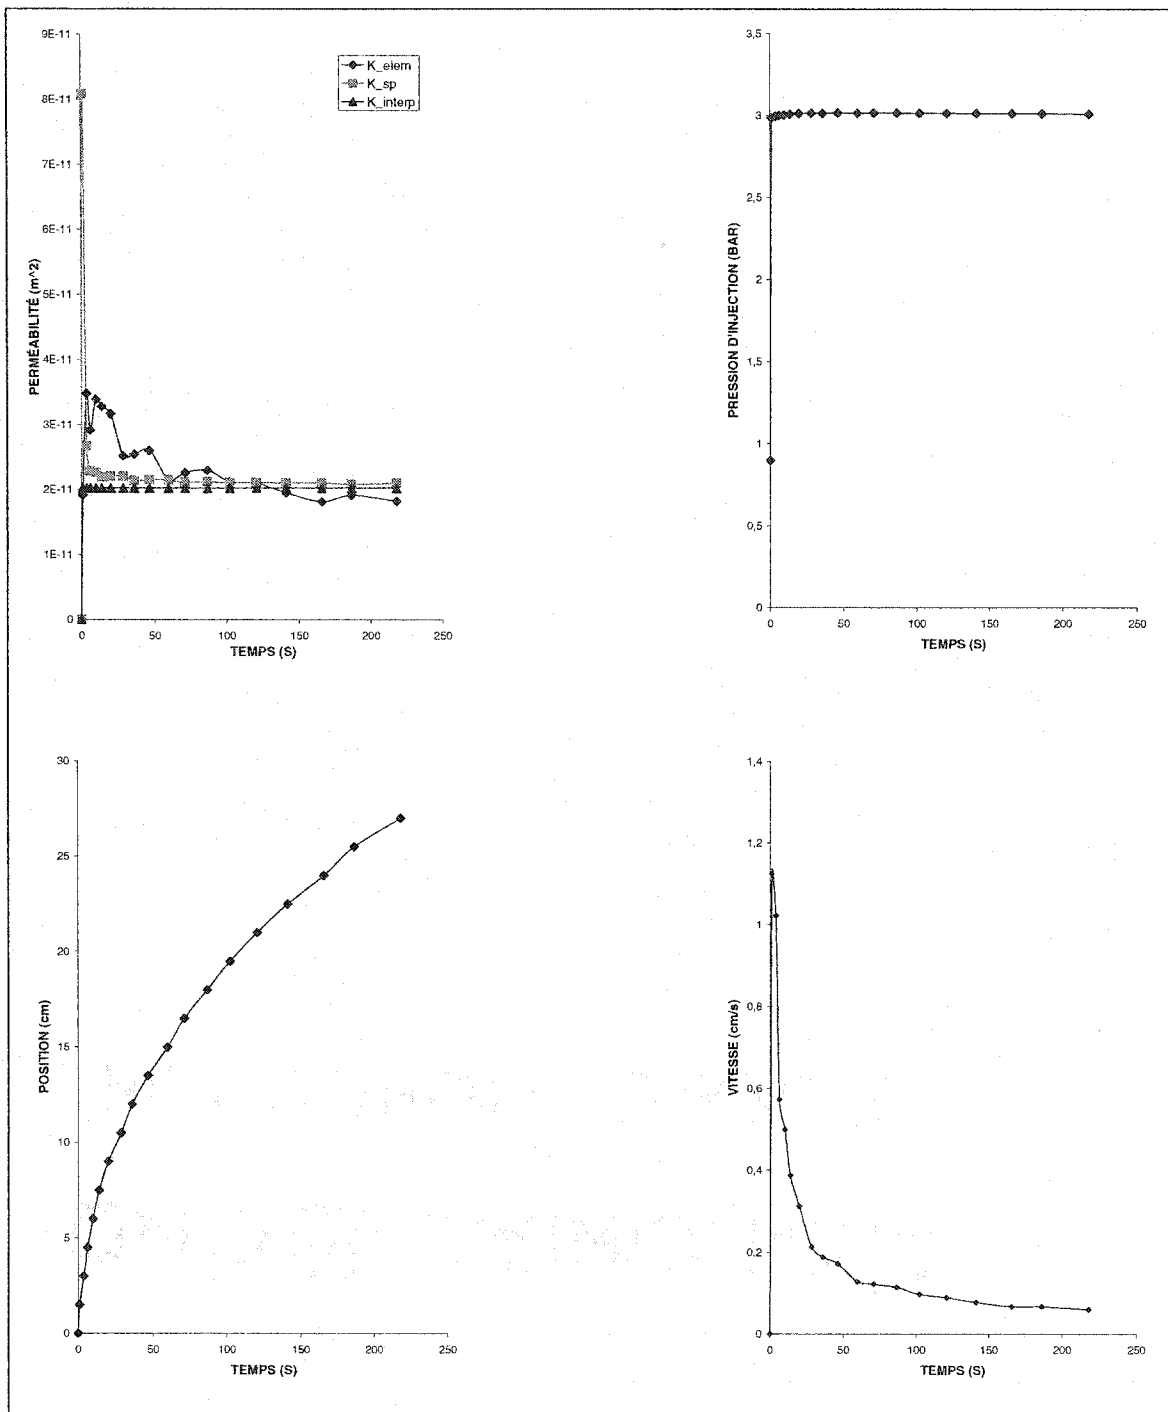 9E-11
8E-11
7E-11
6E-11
5E-11
4E-11
3E-11
2E-11
1E-11
0
PERMÉABILITÉ (m^2)
K_elem
K_sp
K_interp
0 50 100 150 200 250
TEMPS (S)
3,5
3
2,5
2
1,5
1
0,5
0
PRESSION D'INJECTION (BAR)
0 50 100 150 200 250
TEMPS (S)
30
25
20
15
10
5
0
POSITION (cm)
0 50 100 150 200 250
TEMPS (S)
1,4
1,2
1
0,8
0,6
0,4
0,2
0
VITESSE (cm/s)
0 50 100 150 200 250
TEMPS (S)